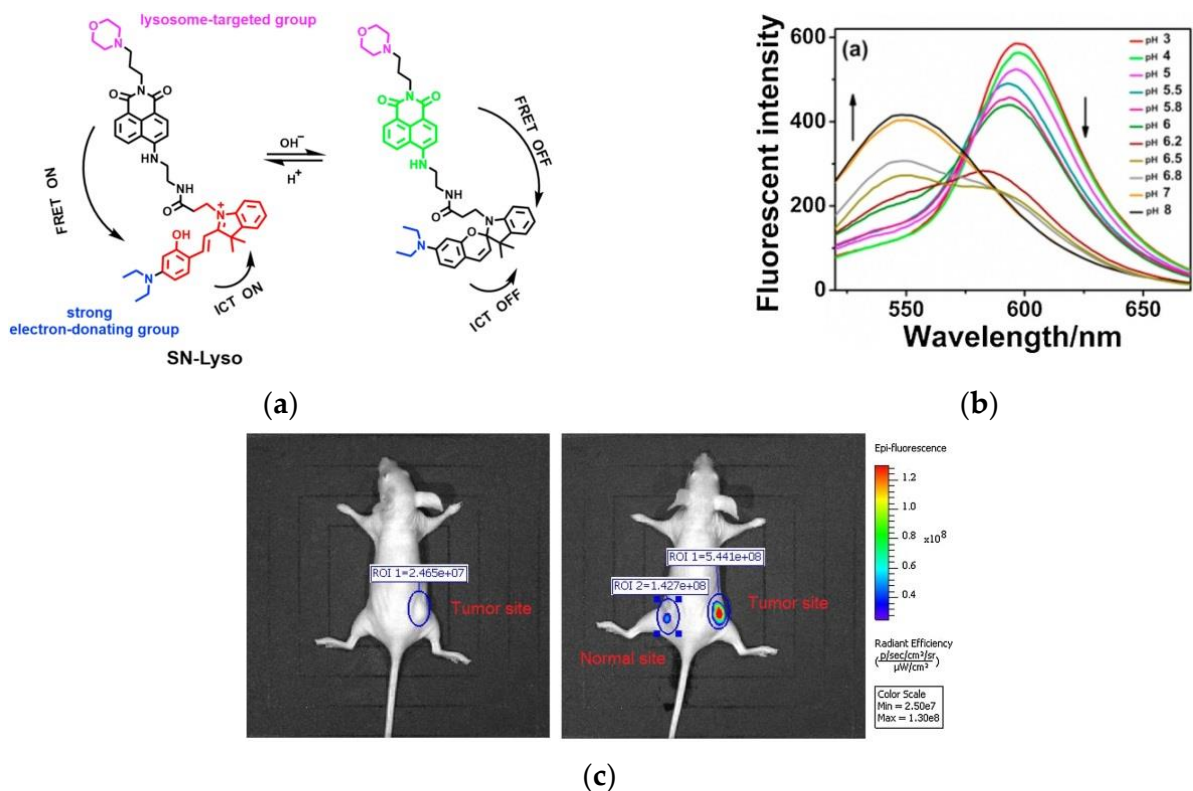 lysosome-targeted group
O
N
O N O
HN
NH
O
N+
OH
N
FRET ON
ICT ON
strong
electron-donating group
SN-Lyso
OH⁻
H⁺
O
N
O N O
HN
NH
O
N
O
N
FRET OFF
ICT OFF
(a)
(a)
Fluorescent intensity
600
400
200
0
550 600 650
Wavelength/nm
pH 3
pH 4
pH 5
pH 5.5
pH 5.8
pH 6
pH 6.2
pH 6.5
pH 6.8
pH 7
pH 8
(b)
ROI 1=2.465e+07
Tumor site
ROI 1=5.441e+08
ROI 2=1.427e+08
Tumor site
Normal site
Epi-fluorescence
1.2
1.0
0.8
x10⁸
0.6
0.4
Radiant Efficiency
(p/sec/cm²/sr
µW/cm²)
Color Scale
Min = 2.50e7
Max = 1.30e8
(c)